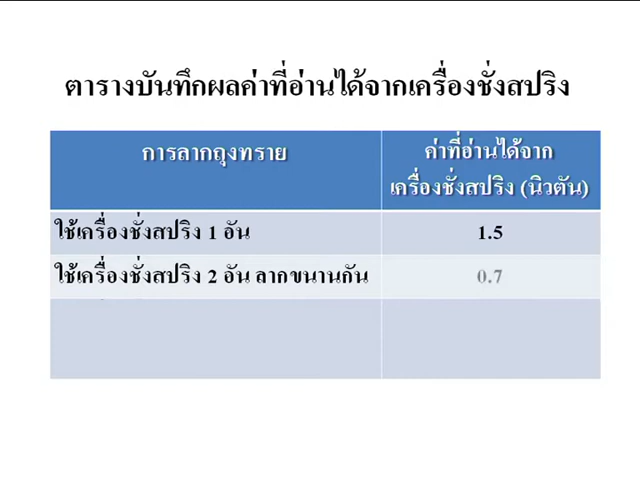 ตารางบันทึกผลค่าที่อ่านได้จากเครื่องชั่งสปริง
การลากถุงทราย
ค่าที่อ่านได้จาก
เครื่องชั่งสปริง (นิวตัน)
ใช้เครื่องชั่งสปริง 1 อัน
1.5
ใช้เครื่องชั่งสปริง 2 อัน ลากขนานกัน
0.7